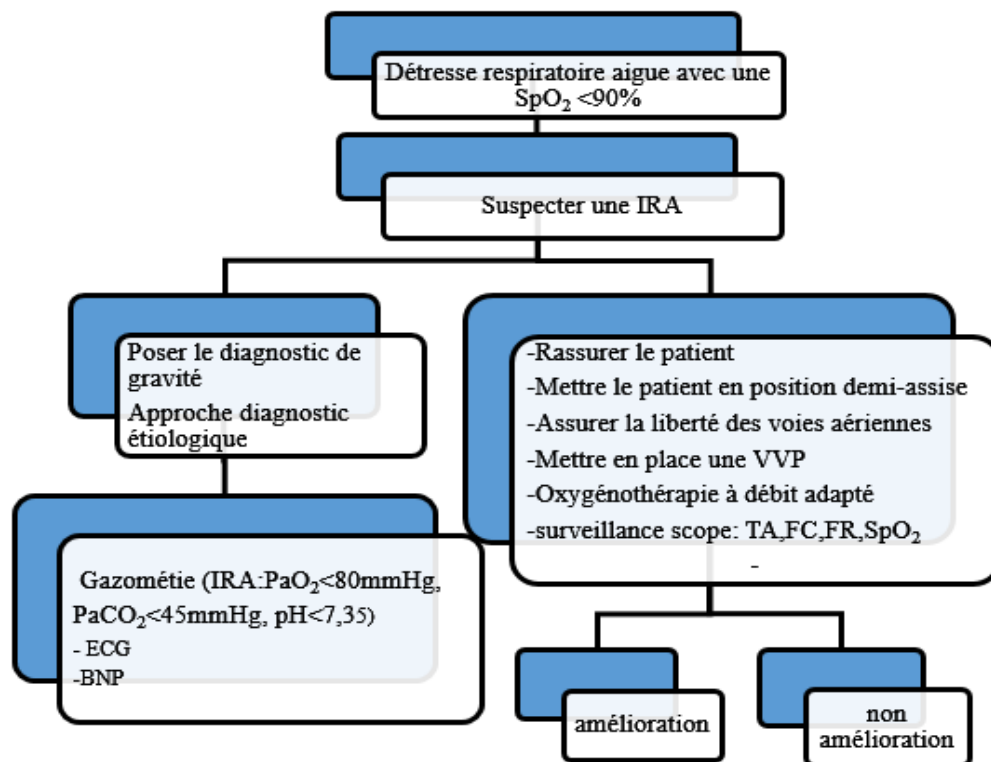 Détresse respiratoire aigue avec une
SpO₂ <90%
Suspecter une IRA
Poser le diagnostic de
gravité
Approche diagnostic
étiologique
-Rassurer le patient
-Mettre le patient en position demi-assise
-Assurer la liberté des voies aériennes
-Mettre en place une VVP
-Oxygénothérapie à débit adapté
-surveillance scope: TA,FC,FR,SpO₂
-
Gazométie (IRA:PaO₂<80mmHg,
PaCO₂<45mmHg, pH<7,35)
- ECG
-BNP
amélioration
non
amélioration